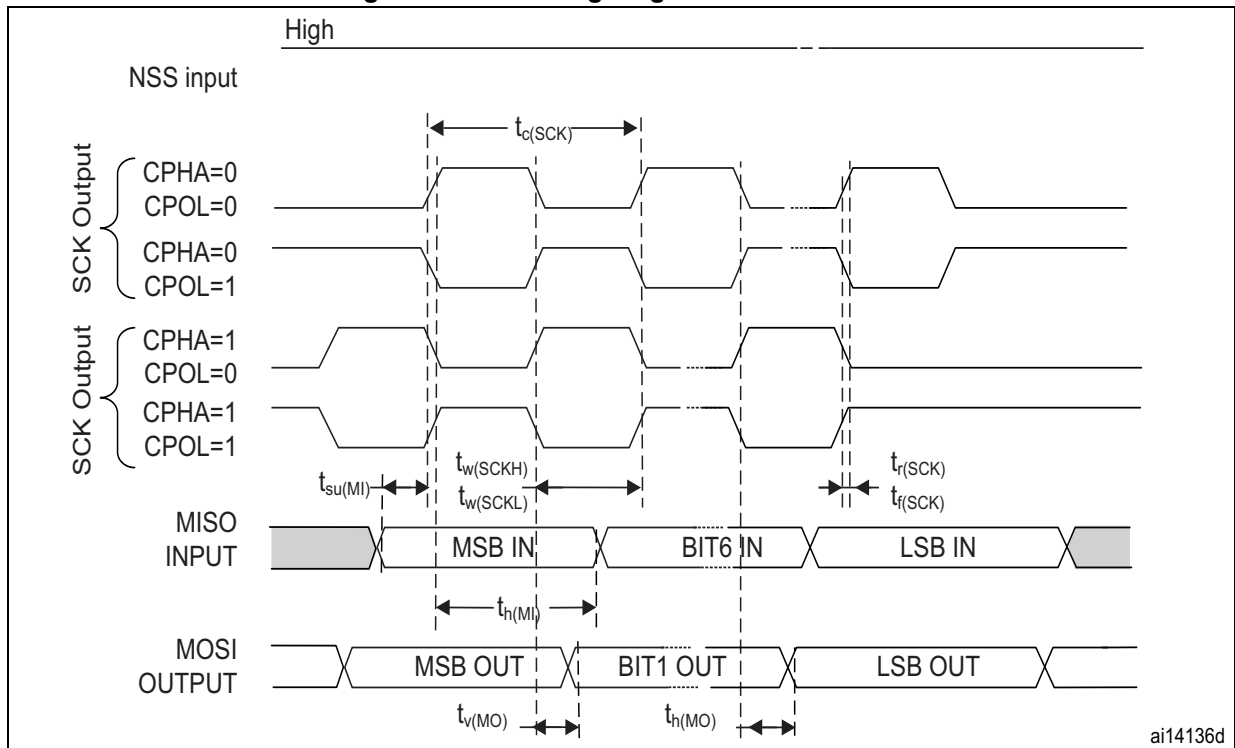 High
NSS input
tc(SCK)
SCK Output
CPHA=0
CPOL=0
CPHA=0
CPOL=1
SCK Output
CPHA=1
CPOL=0
CPHA=1
CPOL=1
tsu(MI)
tw(SCKH)
tw(SCKL)
tr(SCK)
tf(SCK)
MISO
INPUT
MSB IN
BIT6 IN
LSB IN
th(MI)
MOSI
OUTPUT
MSB OUT
BIT1 OUT
LSB OUT
tv(MO)
th(MO)
ai14136d